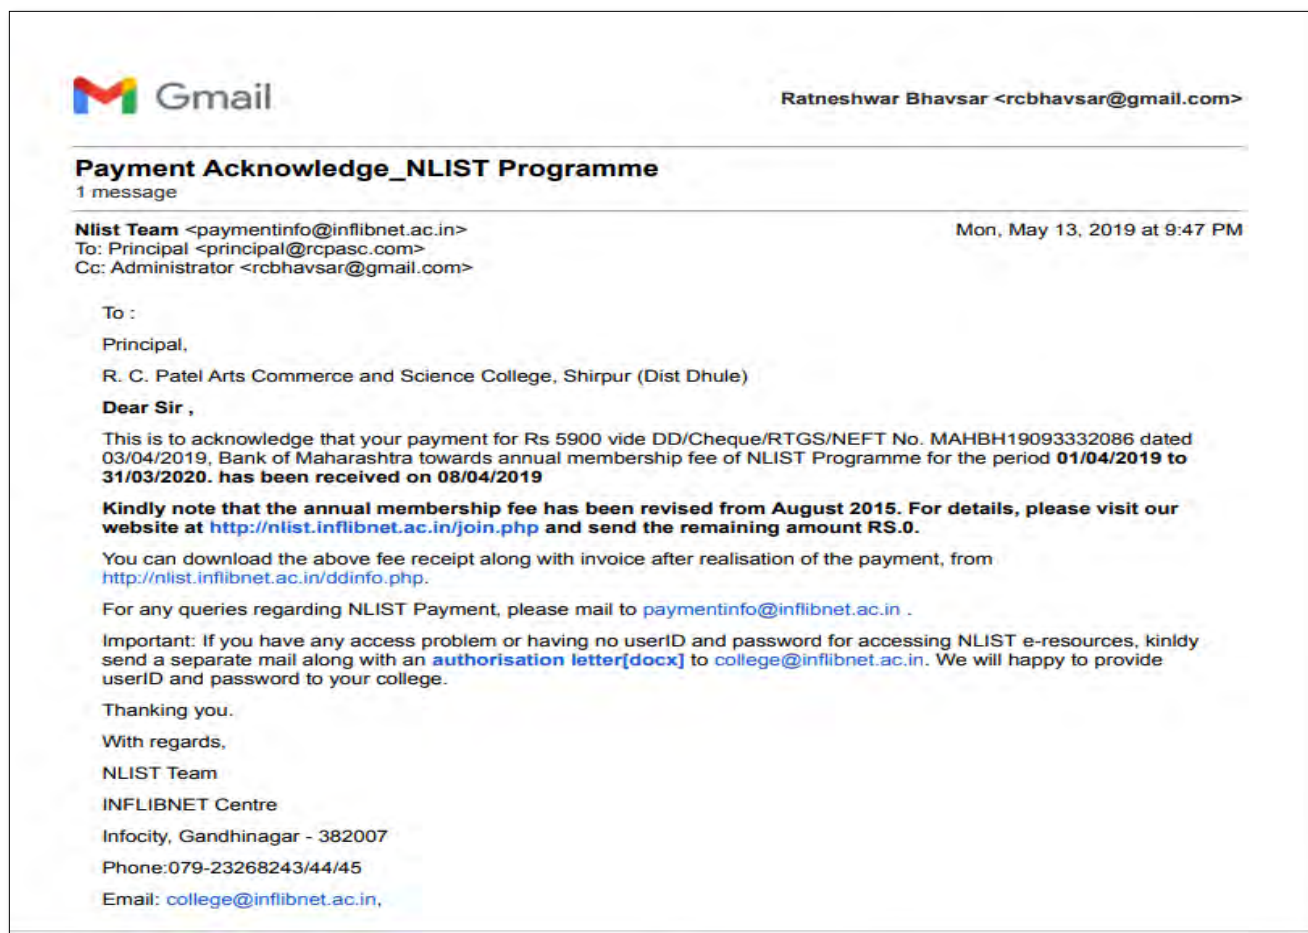 Gmail
Ratneshwar Bhavsar <rcbhavsar@gmail.com>
Payment Acknowledge_NLIST Programme
1 message
Nlist Team <paymentinfo@inflibnet.ac.in>
Mon, May 13, 2019 at 9:47 PM
To: Principal <principal@rcpasc.com>
Cc: Administrator <rcbhavsar@gmail.com>
To :
Principal,
R. C. Patel Arts Commerce and Science College, Shirpur (Dist Dhule)
Dear Sir ,
This is to acknowledge that your payment for Rs 5900 vide DD/Cheque/RTGS/NEFT No. MAHBH19093332086 dated
03/04/2019, Bank of Maharashtra towards annual membership fee of NLIST Programme for the period 01/04/2019 to
31/03/2020. has been received on 08/04/2019
Kindly note that the annual membership fee has been revised from August 2015. For details, please visit our
website at http://nlist.inflibnet.ac.in/join.php and send the remaining amount RS.0.
You can download the above fee receipt along with invoice after realisation of the payment, from
http://nlist.inflibnet.ac.in/ddinfo.php.
For any queries regarding NLIST Payment, please mail to paymentinfo@inflibnet.ac.in .
Important: If you have any access problem or having no userID and password for accessing NLIST e-resources, kinldy
send a separate mail along with an authorisation letter[docx] to college@inflibnet.ac.in. We will happy to provide
userID and password to your college.
Thanking you.
With regards,
NLIST Team
INFLIBNET Centre
Infocity, Gandhinagar - 382007
Phone:079-23268243/44/45
Email: college@inflibnet.ac.in,